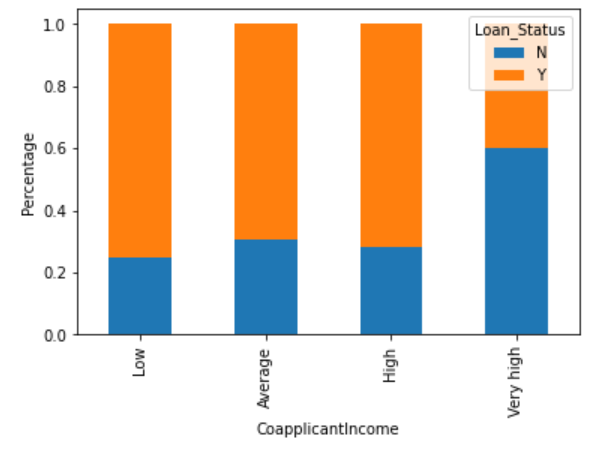 Loan_Status
N
Y
1.0
0.8
0.6
0.4
0.2
0.0
Percentage
Low
Average
High
Very high
CoapplicantIncome